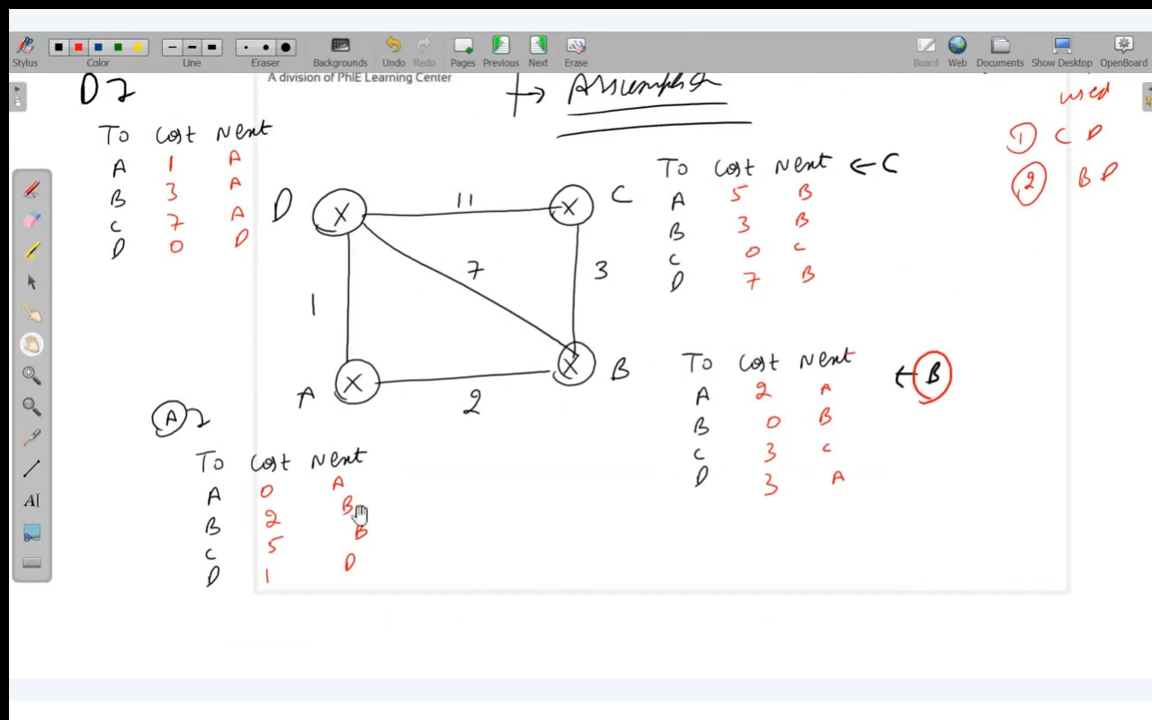 Stylus Color Line Eraser Backgrounds Undo Redo Pages Previous Next Erase Board Web Documents Show Desktop OpenBoard
A division of PhIE Learning Center
D
To Cost Next
A 1 A
B 3 A
C 7 A
D 0 D
used
1 C D
2 B D
To Cost Next ← C
A 5 B
B 3 B
C 0 C
D 7 B
D X 11 X C
7
1
3
A X 2 X B
To Cost Next ← B
A 2 A
B 0 B
C 3 C
D 3 A
A
To Cost Next
A 0 A
B 2 B
C 5 B
D 1 D
AI